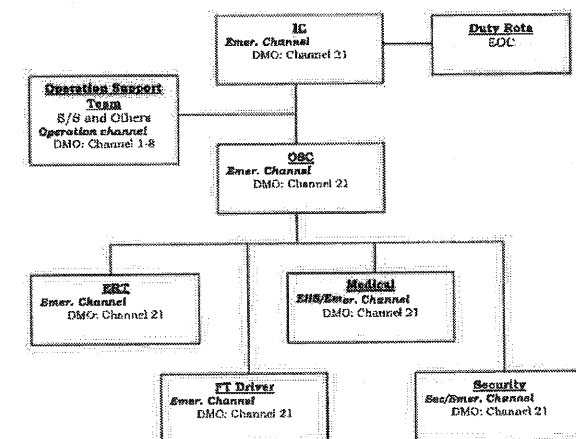 IC
Emer. Channel
DMO: Channel 21
Duty Rota
EOC
Operation Support
Team
S/S and Others
Operation channel
DMO: Channel 1-8
OSC
Emer. Channel
DMO: Channel 21
ERT
Emer. Channel
DMO: Channel 21
Medical
EHS/Emer. Channel
DMO: Channel 21
FT Driver
Emer. Channel
DMO: Channel 21
Security
Sec/Emer. Channel
DMO: Channel 21